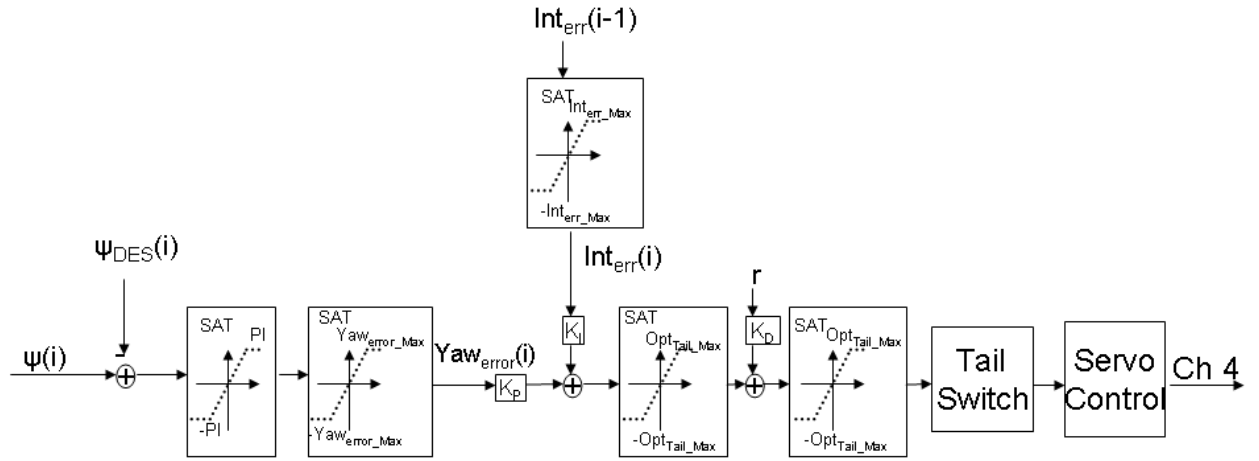 Int_err(i-1)
SAT
Int_err_Max
-Int_err_Max
Int_err(i)
ψ_DES(i)
-
ψ(i)
+
SAT
PI
-PI
SAT
Yaw_error_Max
-Yaw_error_Max
Yaw_error(i)
K_P
K_I
+
SAT
Opt_Tail_Max
-Opt_Tail_Max
r
K_D
+
SAT
Opt_Tail_Max
-Opt_Tail_Max
Tail
Switch
Servo
Control
Ch 4